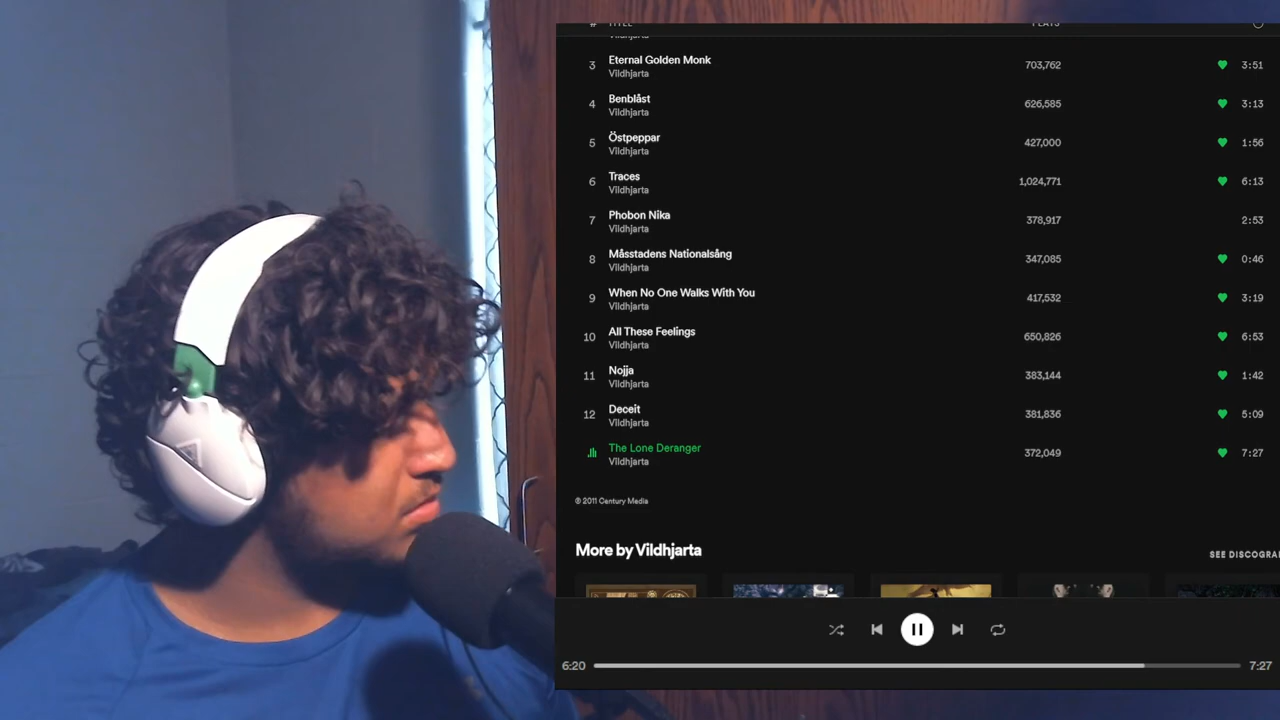 # TITLE PLAYS
Vildhjarta
3 Eternal Golden Monk 703,762 3:51
Vildhjarta
4 Benblåst 626,585 3:13
Vildhjarta
5 Östpeppar 427,000 1:56
Vildhjarta
6 Traces 1,024,771 6:13
Vildhjarta
7 Phobon Nika 378,917 2:53
Vildhjarta
8 Måsstadens Nationalsång 347,085 0:46
Vildhjarta
9 When No One Walks With You 417,532 3:19
Vildhjarta
10 All These Feelings 650,826 6:53
Vildhjarta
11 Nojja 383,144 1:42
Vildhjarta
12 Deceit 381,836 5:09
Vildhjarta
The Lone Deranger 372,049 7:27
Vildhjarta
℗ 2011 Century Media
More by Vildhjarta SEE DISCOGRA
6:20 7:27